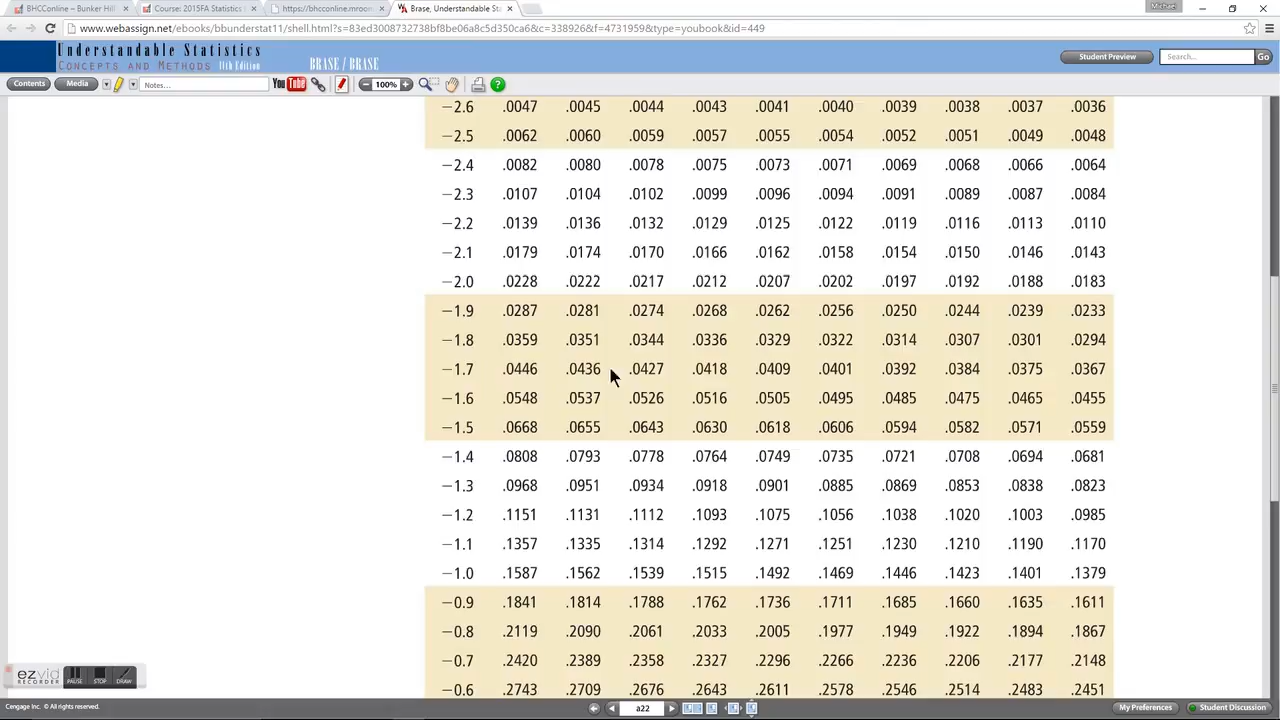 BHCConline – Bunker Hill
Course: 2015FA Statistics
https://bhcconline.mroom
Brase, Understandable St
Michael
www.webassign.net/ebooks/bbunderstat11/shell.html?s=83ed3008732738bf8be06a8c5d350ca6&c=338926&f=4731959&type=youbook&id=449
Understandable Statistics
CONCEPTS AND METHODS 11th Edition BRASE / BRASE
Student Preview
Search...
Go
Contents
Media
Notes...
You Tube
100%
−2.6 .0047 .0045 .0044 .0043 .0041 .0040 .0039 .0038 .0037 .0036
−2.5 .0062 .0060 .0059 .0057 .0055 .0054 .0052 .0051 .0049 .0048
−2.4 .0082 .0080 .0078 .0075 .0073 .0071 .0069 .0068 .0066 .0064
−2.3 .0107 .0104 .0102 .0099 .0096 .0094 .0091 .0089 .0087 .0084
−2.2 .0139 .0136 .0132 .0129 .0125 .0122 .0119 .0116 .0113 .0110
−2.1 .0179 .0174 .0170 .0166 .0162 .0158 .0154 .0150 .0146 .0143
−2.0 .0228 .0222 .0217 .0212 .0207 .0202 .0197 .0192 .0188 .0183
−1.9 .0287 .0281 .0274 .0268 .0262 .0256 .0250 .0244 .0239 .0233
−1.8 .0359 .0351 .0344 .0336 .0329 .0322 .0314 .0307 .0301 .0294
−1.7 .0446 .0436 .0427 .0418 .0409 .0401 .0392 .0384 .0375 .0367
−1.6 .0548 .0537 .0526 .0516 .0505 .0495 .0485 .0475 .0465 .0455
−1.5 .0668 .0655 .0643 .0630 .0618 .0606 .0594 .0582 .0571 .0559
−1.4 .0808 .0793 .0778 .0764 .0749 .0735 .0721 .0708 .0694 .0681
−1.3 .0968 .0951 .0934 .0918 .0901 .0885 .0869 .0853 .0838 .0823
−1.2 .1151 .1131 .1112 .1093 .1075 .1056 .1038 .1020 .1003 .0985
−1.1 .1357 .1335 .1314 .1292 .1271 .1251 .1230 .1210 .1190 .1170
−1.0 .1587 .1562 .1539 .1515 .1492 .1469 .1446 .1423 .1401 .1379
−0.9 .1841 .1814 .1788 .1762 .1736 .1711 .1685 .1660 .1635 .1611
−0.8 .2119 .2090 .2061 .2033 .2005 .1977 .1949 .1922 .1894 .1867
−0.7 .2420 .2389 .2358 .2327 .2296 .2266 .2236 .2206 .2177 .2148
−0.6 .2743 .2709 .2676 .2643 .2611 .2578 .2546 .2514 .2483 .2451
ezvid
RECORDER
PAUSE
STOP
DRAW
Cengage Inc. © All rights reserved.
a22
My Preferences
Student Discussion